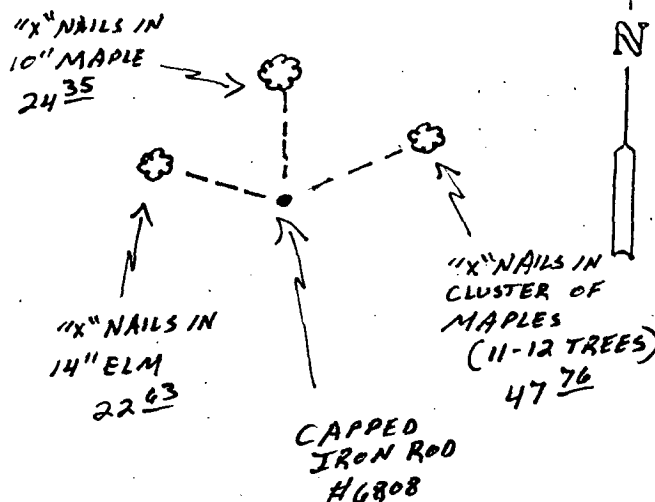 "X" NAILS IN
10" MAPLE
24 35
N
"X" NAILS IN
14" ELM
22 63
"X" NAILS IN
CLUSTER OF
MAPLES
(11-12 TREES)
47 76
CAPPED
IRON ROD
#6808